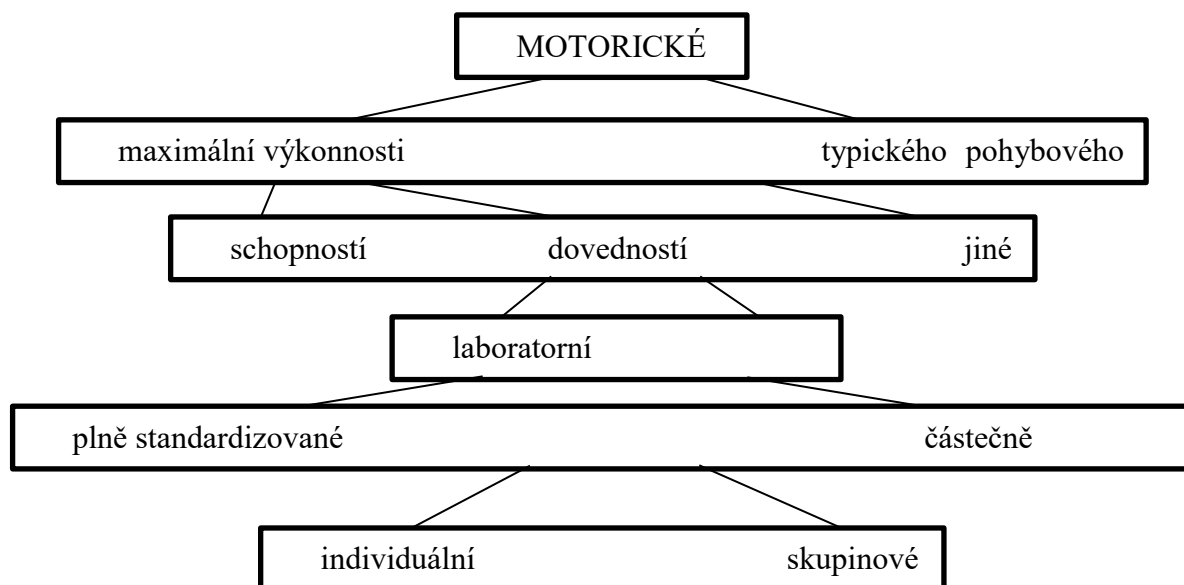 MOTORICKÉ
maximální výkonnosti typického pohybového
schopností dovedností jiné
laboratorní
plně standardizované částečně
individuální skupinové